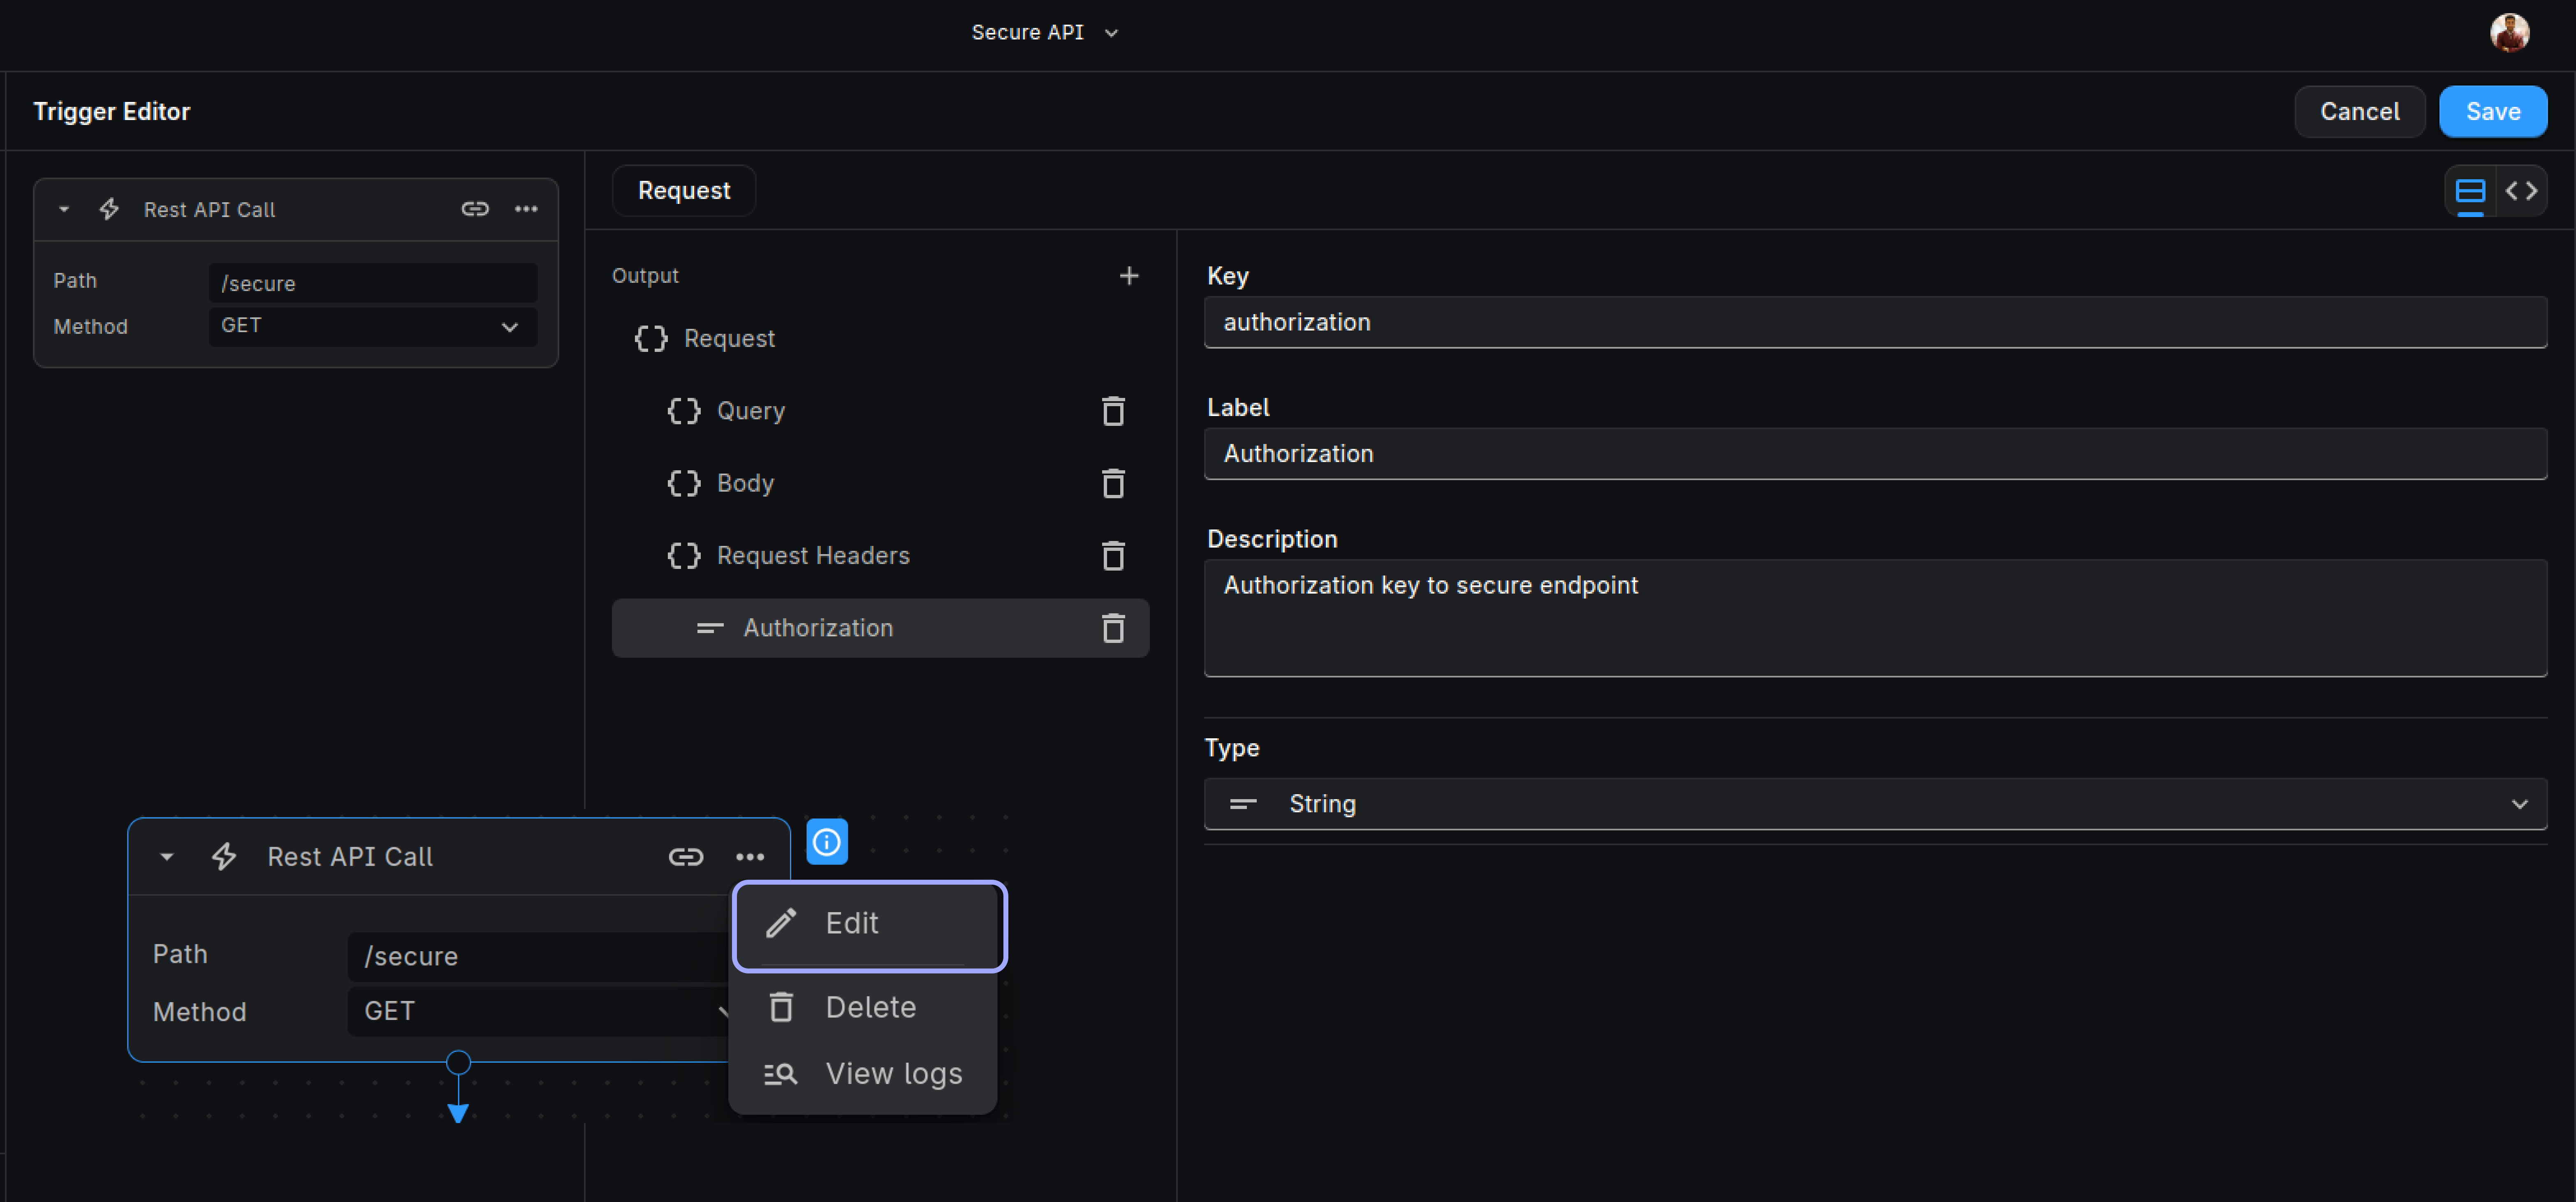 Secure API
Trigger Editor
Cancel
Save
Rest API Call
Path
/secure
Method
GET
Request
Output
Request
Query
Body
Request Headers
Authorization
Key
authorization
Label
Authorization
Description
Authorization key to secure endpoint
Type
String
Rest API Call
Path
/secure
Method
GET
Edit
Delete
View logs